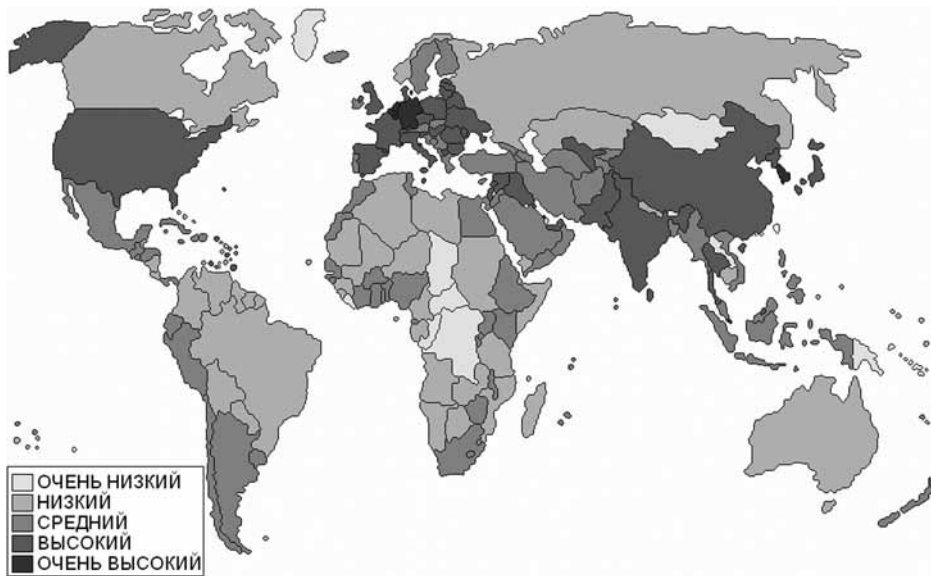 ОЧЕНЬ НИЗКИЙ
НИЗКИЙ
СРЕДНИЙ
ВЫСОКИЙ
ОЧЕНЬ ВЫСОКИЙ